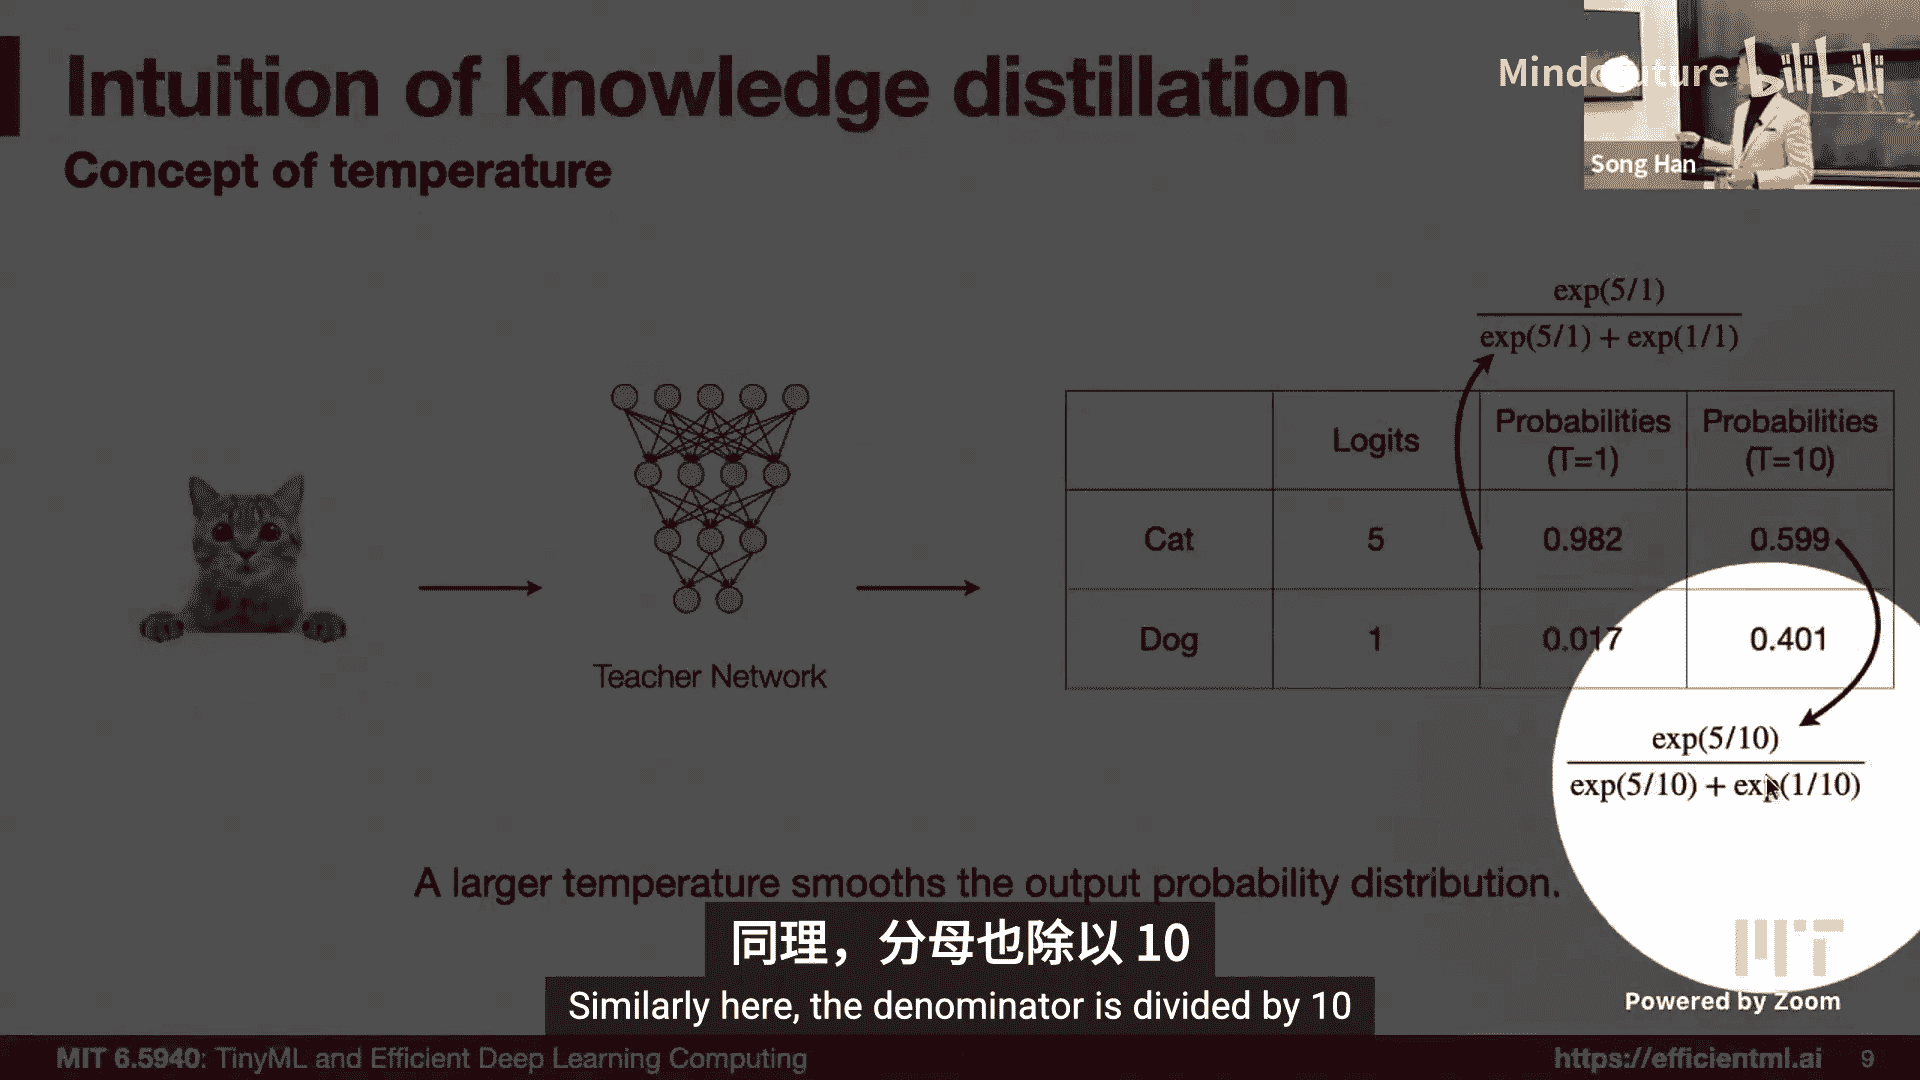 Intuition of knowledge distillation
Concept of temperature
bilibili
Song Han
exp(5/1)
exp(5/1) + exp(1/1)
Logits
Probabilities (T=1)
Probabilities (T=10)
Cat 5 0.982 0.599
Dog 1 0.017 0.401
Teacher Network
exp(5/10)
exp(5/10) + exp(1/10)
A larger temperature smooths the output probability distribution.
同理，分母也除以 10
Similarly here, the denominator is divided by 10
MIT
Powered by Zoom
MIT 6.5940: TinyML and Efficient Deep Learning Computing
https://efficientml.ai
9